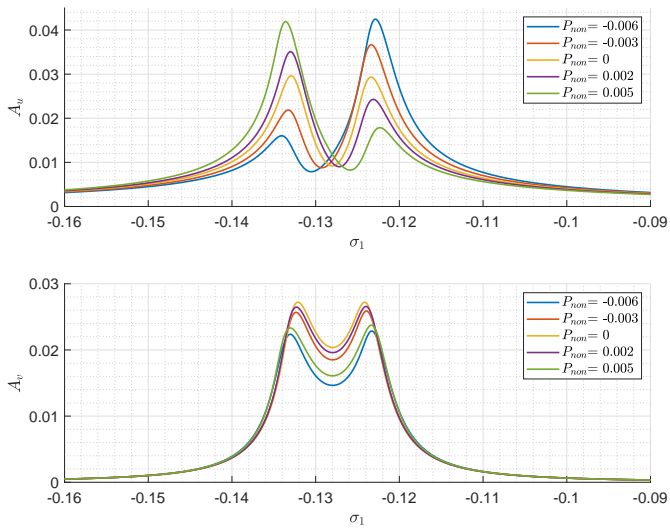 0.04
0.03
0.02
0.01
0
A_u
P_non= -0.006
P_non= -0.003
P_non= 0
P_non= 0.002
P_non= 0.005
-0.16 -0.15 -0.14 -0.13 -0.12 -0.11 -0.1 -0.09
σ_1
0.03
0.02
0.01
0
A_v
P_non= -0.006
P_non= -0.003
P_non= 0
P_non= 0.002
P_non= 0.005
-0.16 -0.15 -0.14 -0.13 -0.12 -0.11 -0.1 -0.09
σ_1